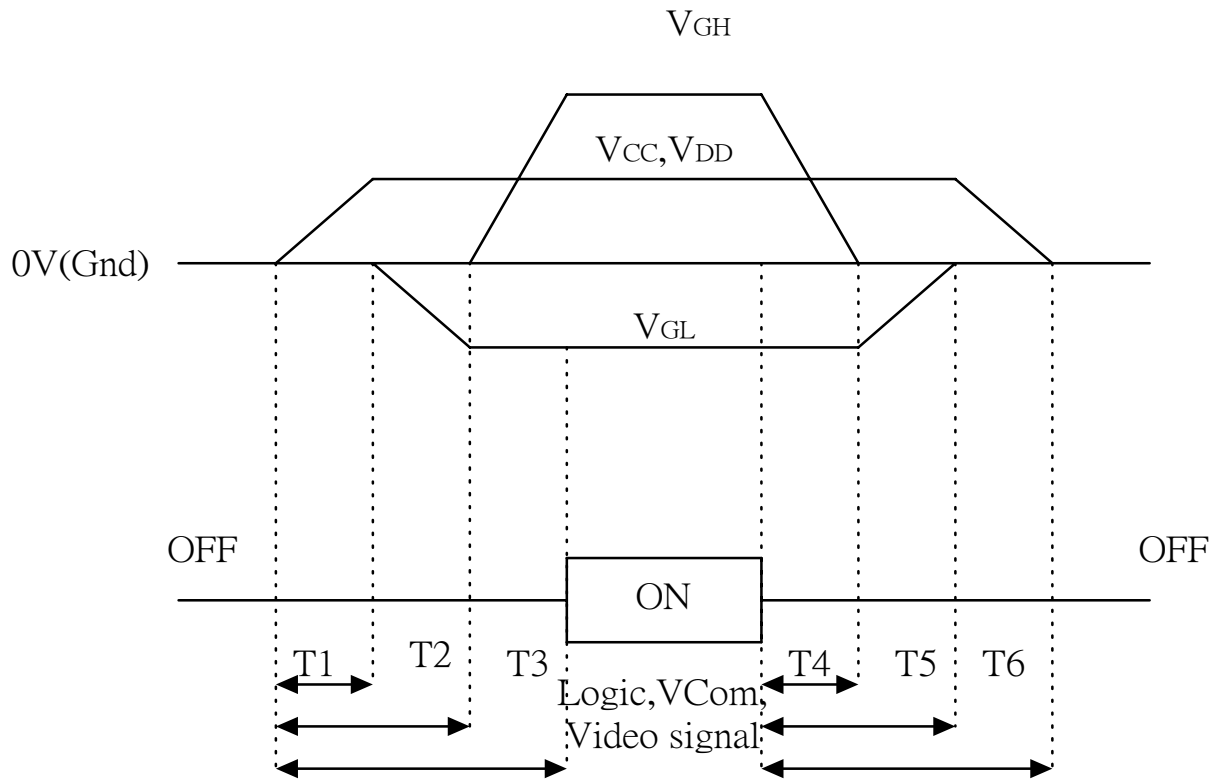 VGH
VCC,VDD
0V(Gnd)
VGL
OFF
OFF
ON
T1
T2
T3
T4
T5
T6
Logic,VCom,
Video signal